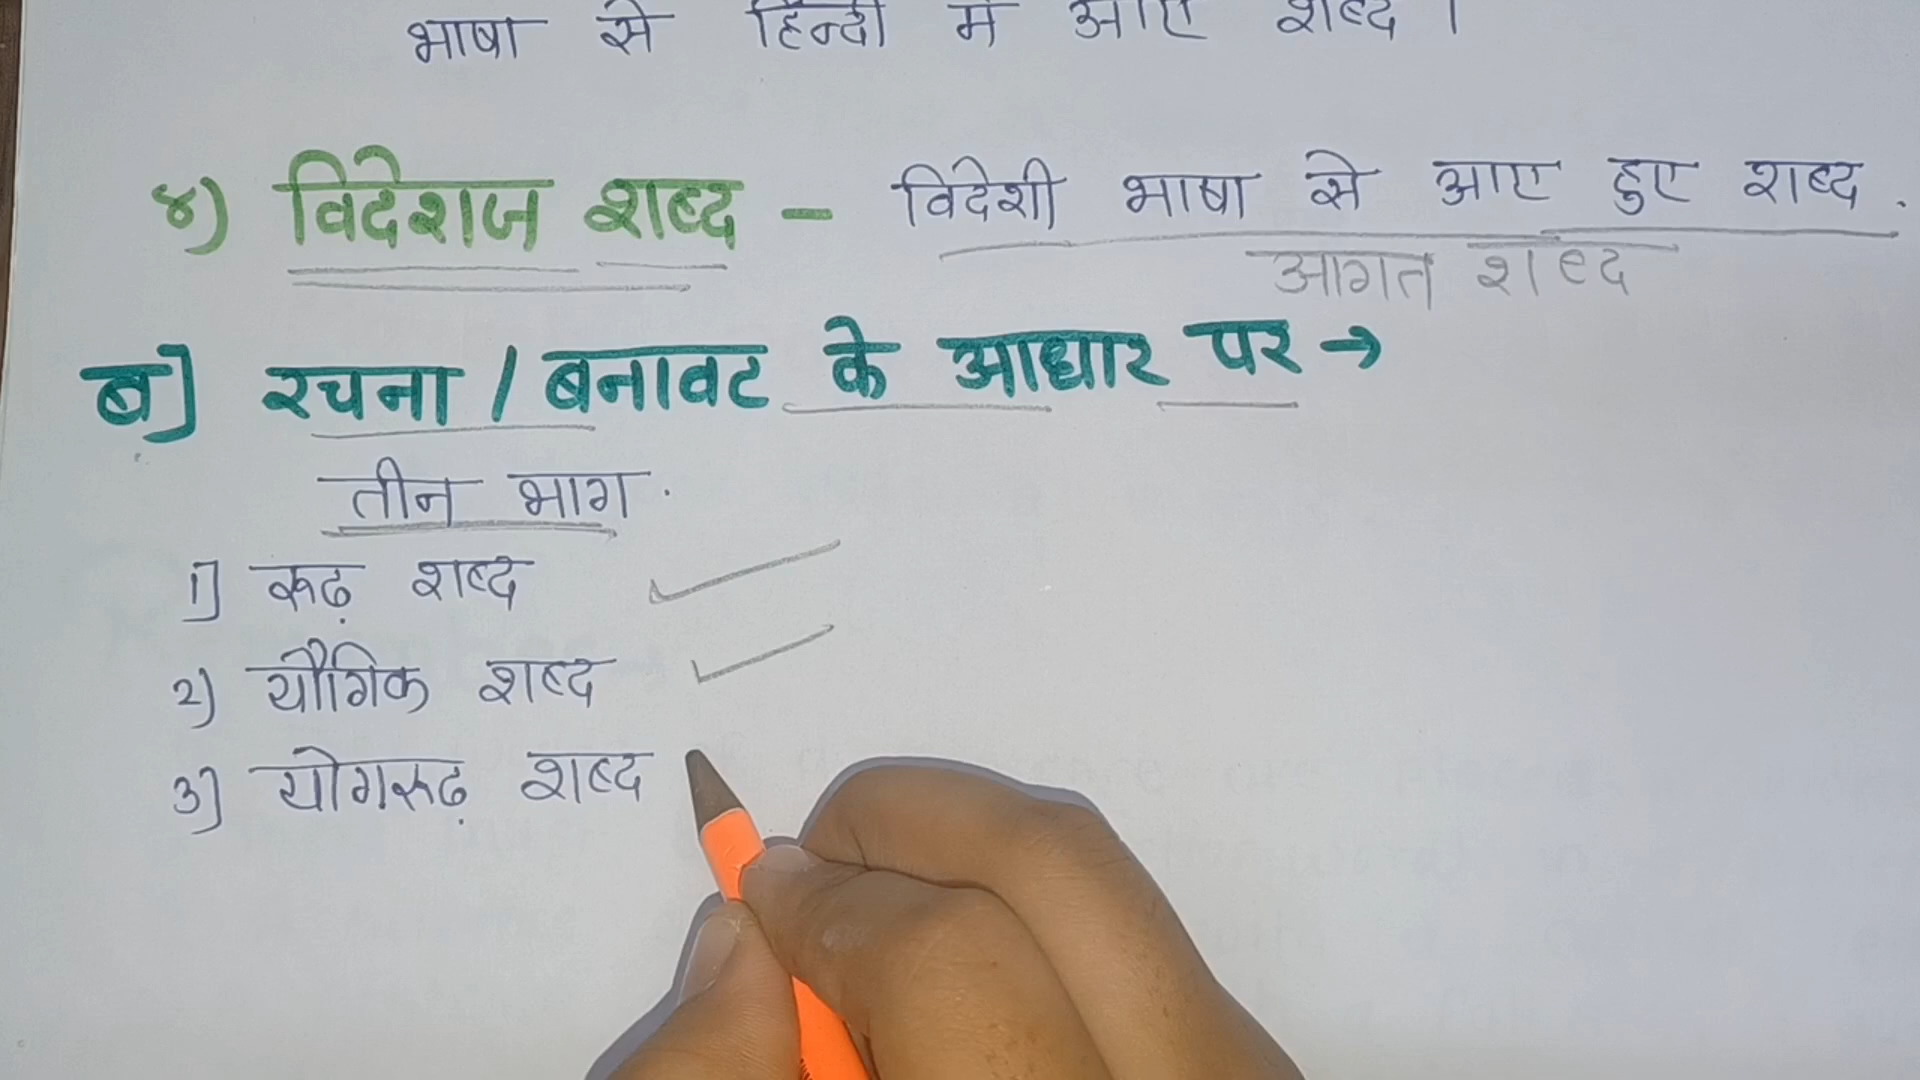 भाषा से हिन्दी में आए शब्द ।
४) विदेशज शब्द – विदेशी भाषा से आए हुए शब्द .
आगत शब्द
ब] रचना / बनावट के आधार पर →
तीन भाग .
1] रूढ़ शब्द
2) यौगिक शब्द
3] योगरूढ़ शब्द